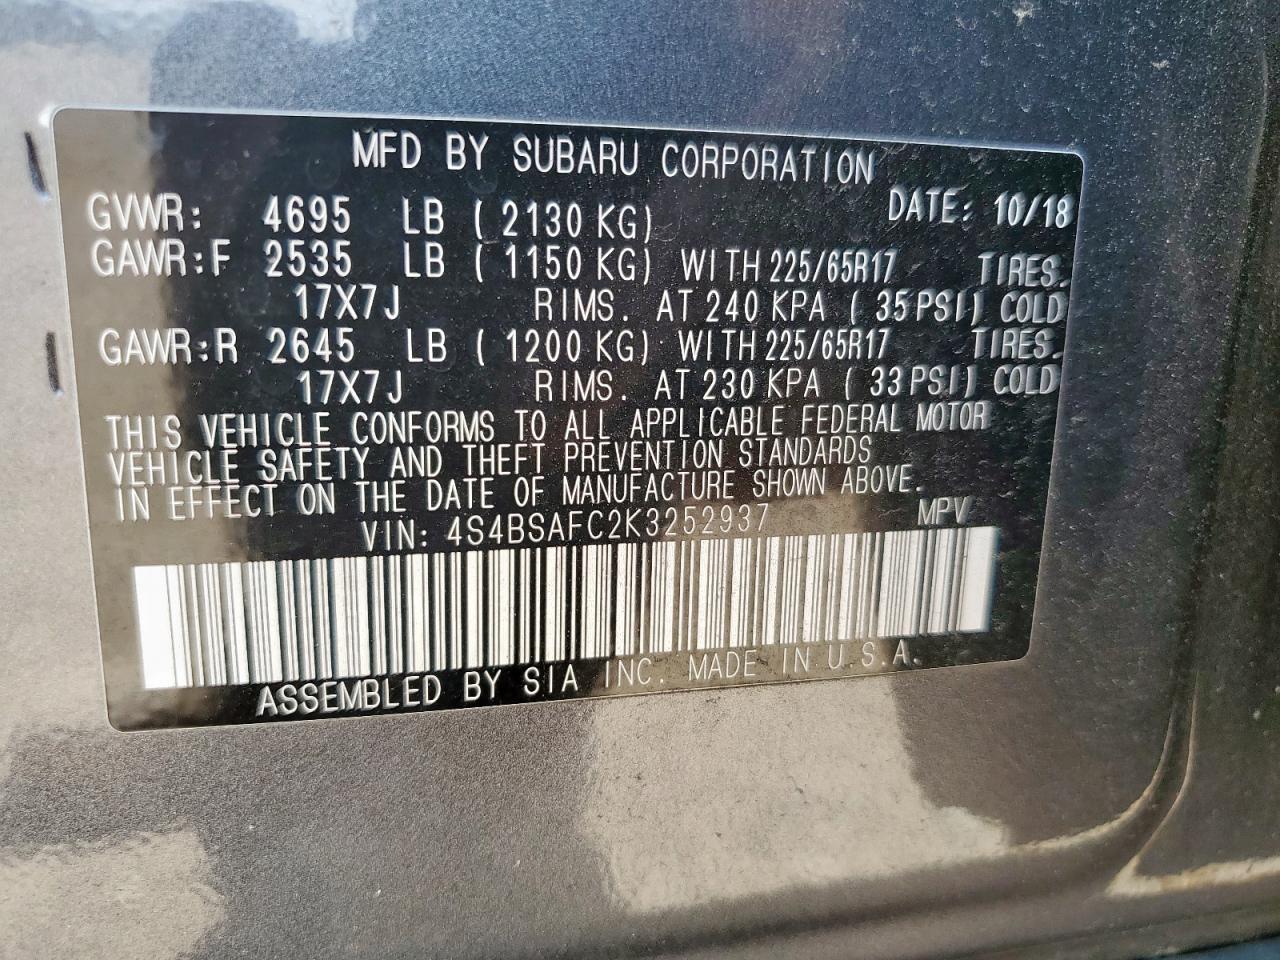 MFD BY SUBARU CORPORATION
GVWR: 4695 LB ( 2130 KG) DATE: 10/18
GAWR:F 2535 LB ( 1150 KG) WITH 225/65R17 TIRES.
17X7J RIMS. AT 240 KPA ( 35 PSI) COLD
GAWR:R 2645 LB ( 1200 KG) WITH 225/65R17 TIRES.
17X7J RIMS. AT 230 KPA ( 33 PSI) COLD
THIS VEHICLE CONFORMS TO ALL APPLICABLE FEDERAL MOTOR
VEHICLE SAFETY AND THEFT PREVENTION STANDARDS
IN EFFECT ON THE DATE OF MANUFACTURE SHOWN ABOVE.
VIN: 4S4BSAFC2K3252937 MPV
ASSEMBLED BY SIA INC. MADE IN U.S.A.